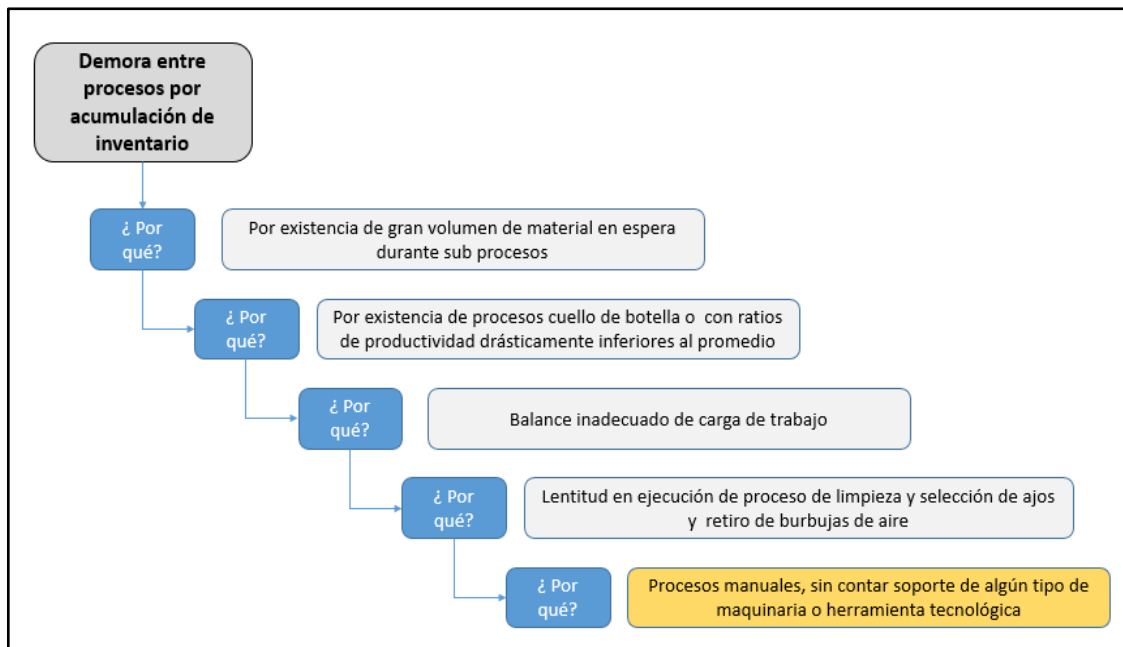 Demora entre
procesos por
acumulación de
inventario
¿ Por
qué?
Por existencia de gran volumen de material en espera
durante sub procesos
¿ Por
qué?
Por existencia de procesos cuello de botella o con ratios
de productividad drásticamente inferiores al promedio
¿ Por
qué?
Balance inadecuado de carga de trabajo
¿ Por
qué?
Lentitud en ejecución de proceso de limpieza y selección de ajos
y retiro de burbujas de aire
¿ Por
qué?
Procesos manuales, sin contar soporte de algún tipo de
maquinaria o herramienta tecnológica